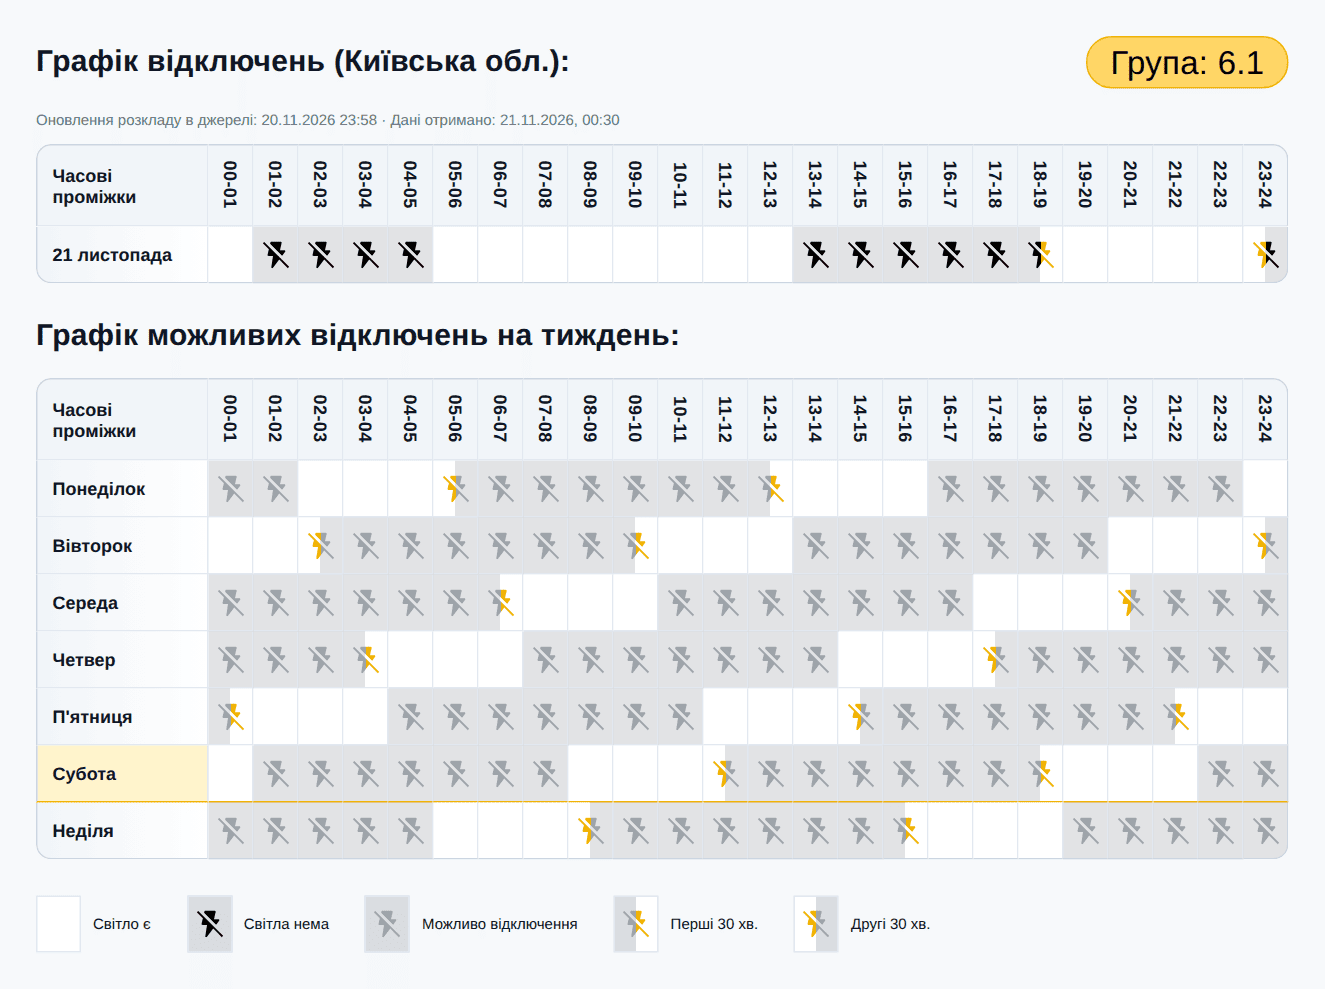 Графік відключень (Київська обл.):
Група: 6.1
Оновлення розкладу в джерелі: 20.11.2026 23:58 · Дані отримано: 21.11.2026, 00:30
Часові проміжки 00-01 01-02 02-03 03-04 04-05 05-06 06-07 07-08 08-09 09-10 10-11 11-12 12-13 13-14 14-15 15-16 16-17 17-18 18-19 19-20 20-21 21-22 22-23 23-24
21 листопада
Графік можливих відключень на тиждень:
Часові проміжки 00-01 01-02 02-03 03-04 04-05 05-06 06-07 07-08 08-09 09-10 10-11 11-12 12-13 13-14 14-15 15-16 16-17 17-18 18-19 19-20 20-21 21-22 22-23 23-24
Понеділок
Вівторок
Середа
Четвер
П'ятниця
Субота
Неділя
Світло є Світла нема Можливо відключення Перші 30 хв. Другі 30 хв.